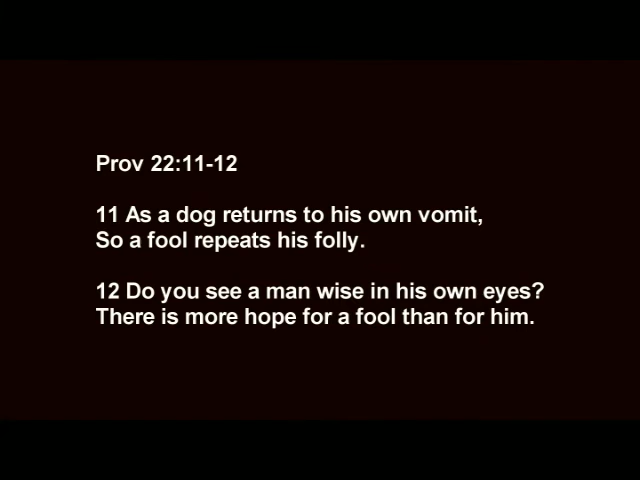 Prov 22:11-12
11 As a dog returns to his own vomit,
So a fool repeats his folly.
12 Do you see a man wise in his own eyes?
There is more hope for a fool than for him.